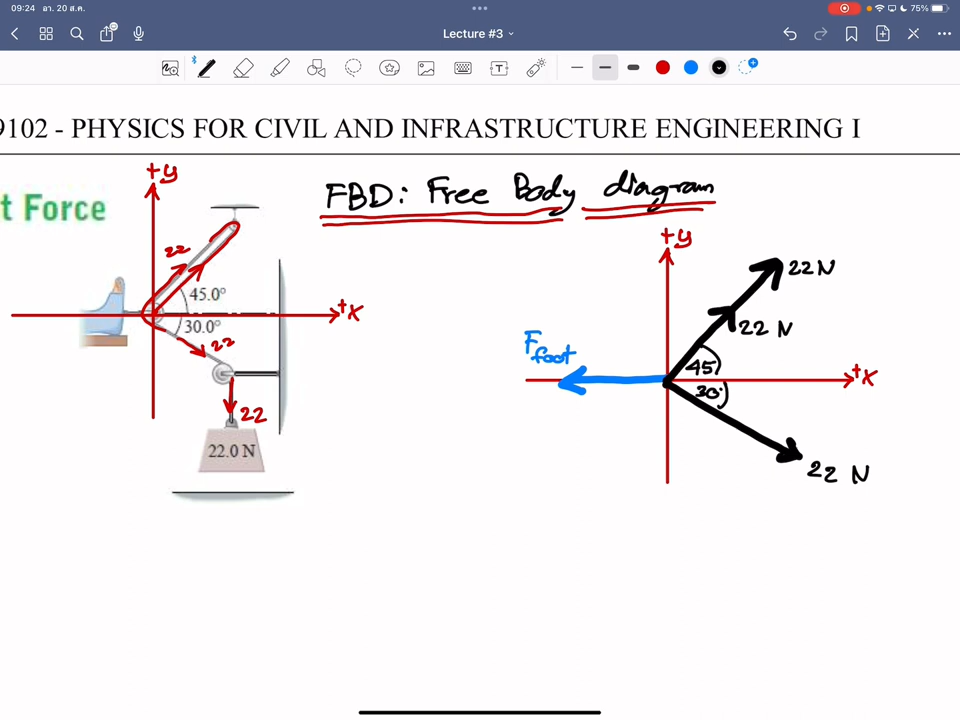 09:24 อา. 20 ส.ค.
75%
Lecture #3
9102 - PHYSICS FOR CIVIL AND INFRASTRUCTURE ENGINEERING I
t Force
FBD: Free Body diagram
+y
22
45.0°
+x
30.0°
22
22
22.0 N
+y
22 N
22 N
F foot
45°
+x
30°
22 N